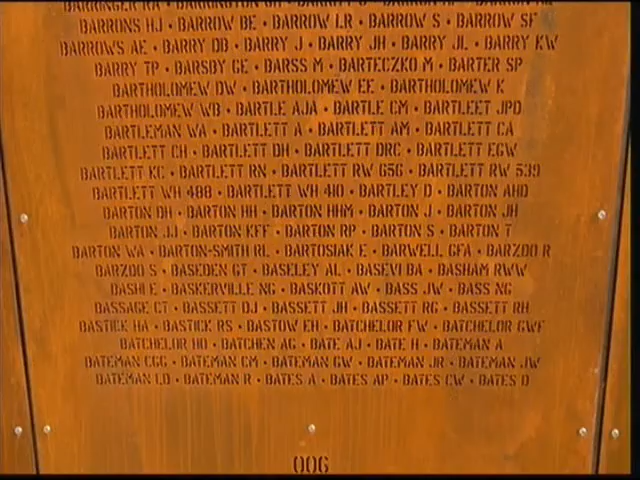 BARRONS HJ • BARROW BE • BARROW LR • BARROW S • BARROW SF
BARROWS AE • BARRY DB • BARRY J • BARRY JH • BARRY JL • BARRY KW
BARRY TP • BARSBY GE • BARSS M • BARTECZKO M • BARTER SP
BARTHOLOMEW DW • BARTHOLOMEW EE • BARTHOLOMEW K
BARTHOLOMEW WB • BARTLE AJA • BARTLE CM • BARTLEET JPD
BARTLEMAN WA • BARTLETT A • BARTLETT AM • BARTLETT CA
BARTLETT CH • BARTLETT DH • BARTLETT DRC • BARTLETT EGW
BARTLETT KC • BARTLETT RN • BARTLETT RW 656 • BARTLETT RW 539
BARTLETT WH 488 • BARTLETT WH 410 • BARTLEY D • BARTON AHD
BARTON DH • BARTON HH • BARTON HHM • BARTON J • BARTON JH
BARTON JJ • BARTON KFF • BARTON RP • BARTON S • BARTON T
BARTON WA • BARTON-SMITH RL • BARTOSIAK E • BARWELL GFA • BARZDO R
BARZDO S • BASEDEN GT • BASELEY AL • BASEVI BA • BASHAM RWW
BASHI E • BASKERVILLE NG • BASKOTT AW • BASS JW • BASS NG
BASSAGE CT • BASSETT DJ • BASSETT JH • BASSETT RG • BASSETT RH
BASTICK HA • BASTICK RS • BASTOW EH • BATCHELOR FW • BATCHELOR GWF
BATCHELOR HO • BATCHEN AG • BATE AJ • BATE H • BATEMAN A
BATEMAN CGG • BATEMAN CM • BATEMAN GW • BATEMAN JR • BATEMAN JW
BATEMAN LD • BATEMAN R • BATES A • BATES AP • BATES CW • BATES D
006